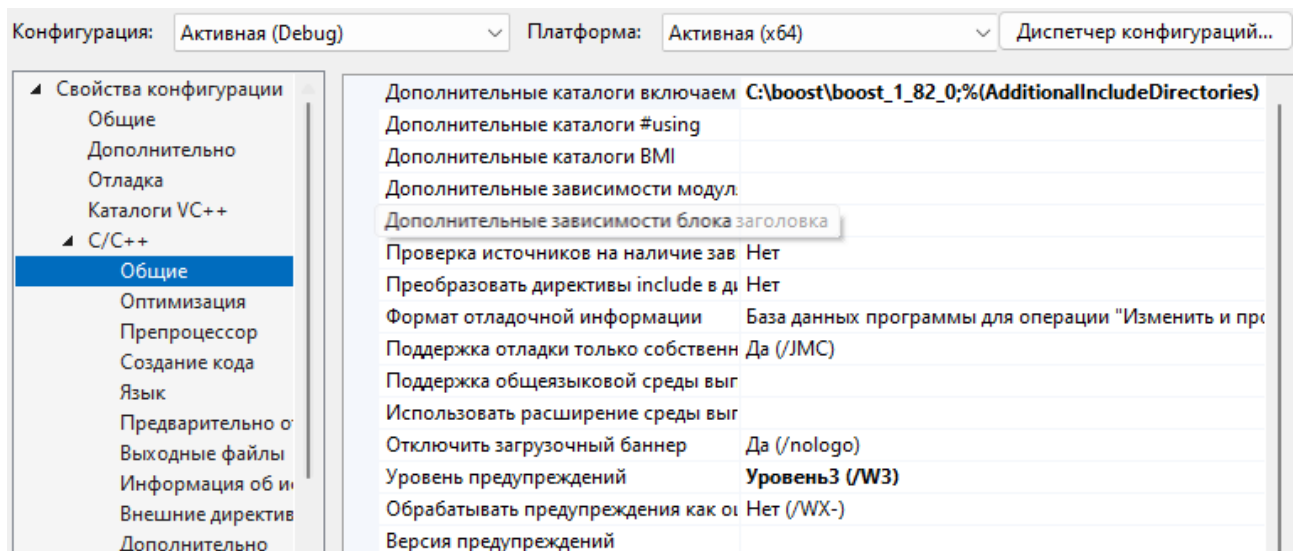 Конфигурация: Активная (Debug) Платформа: Активная (x64) Диспетчер конфигураций...
Свойства конфигурации
Общие
Дополнительно
Отладка
Каталоги VC++
C/C++
Общие
Оптимизация
Препроцессор
Создание кода
Язык
Предварительно о
Выходные файлы
Информация об и
Внешние директив
Дополнительно
Дополнительные каталоги включаем C:\boost\boost_1_82_0;%(AdditionalIncludeDirectories)
Дополнительные каталоги #using
Дополнительные каталоги BMI
Дополнительные зависимости модул
Дополнительные зависимости блока заголовка
Проверка источников на наличие зав Нет
Преобразовать директивы include в ди Нет
Формат отладочной информации База данных программы для операции "Изменить и про
Поддержка отладки только собственн Да (/JMC)
Поддержка общеязыковой среды вып
Использовать расширение среды вып
Отключить загрузочный баннер Да (/nologo)
Уровень предупреждений Уровень3 (/W3)
Обрабатывать предупреждения как ош Нет (/WX-)
Версия предупреждений